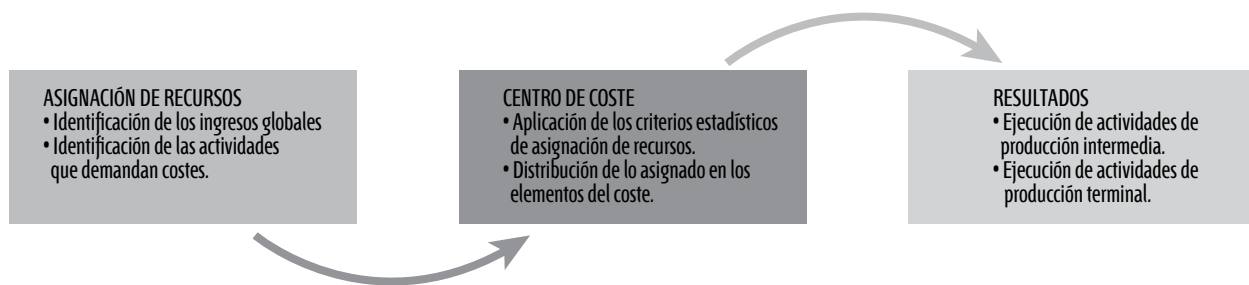 ASIGNACIÓN DE RECURSOS
• Identificación de los ingresos globales
• Identificación de las actividades
que demandan costes.
CENTRO DE COSTE
• Aplicación de los criterios estadísticos
de asignación de recursos.
• Distribución de lo asignado en los
elementos del coste.
RESULTADOS
• Ejecución de actividades de
producción intermedia.
• Ejecución de actividades de
producción terminal.